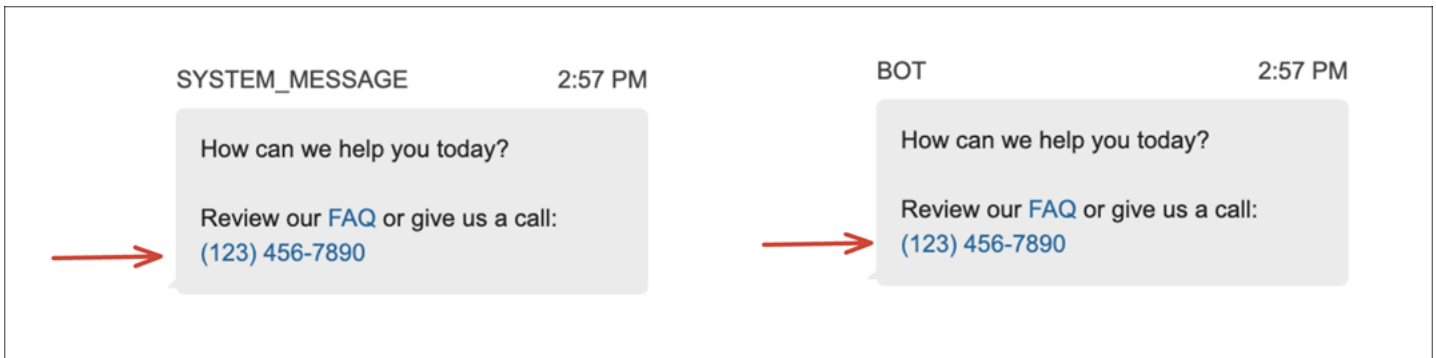 SYSTEM_MESSAGE 2:57 PM
How can we help you today?
Review our FAQ or give us a call:
(123) 456-7890
BOT 2:57 PM
How can we help you today?
Review our FAQ or give us a call:
(123) 456-7890